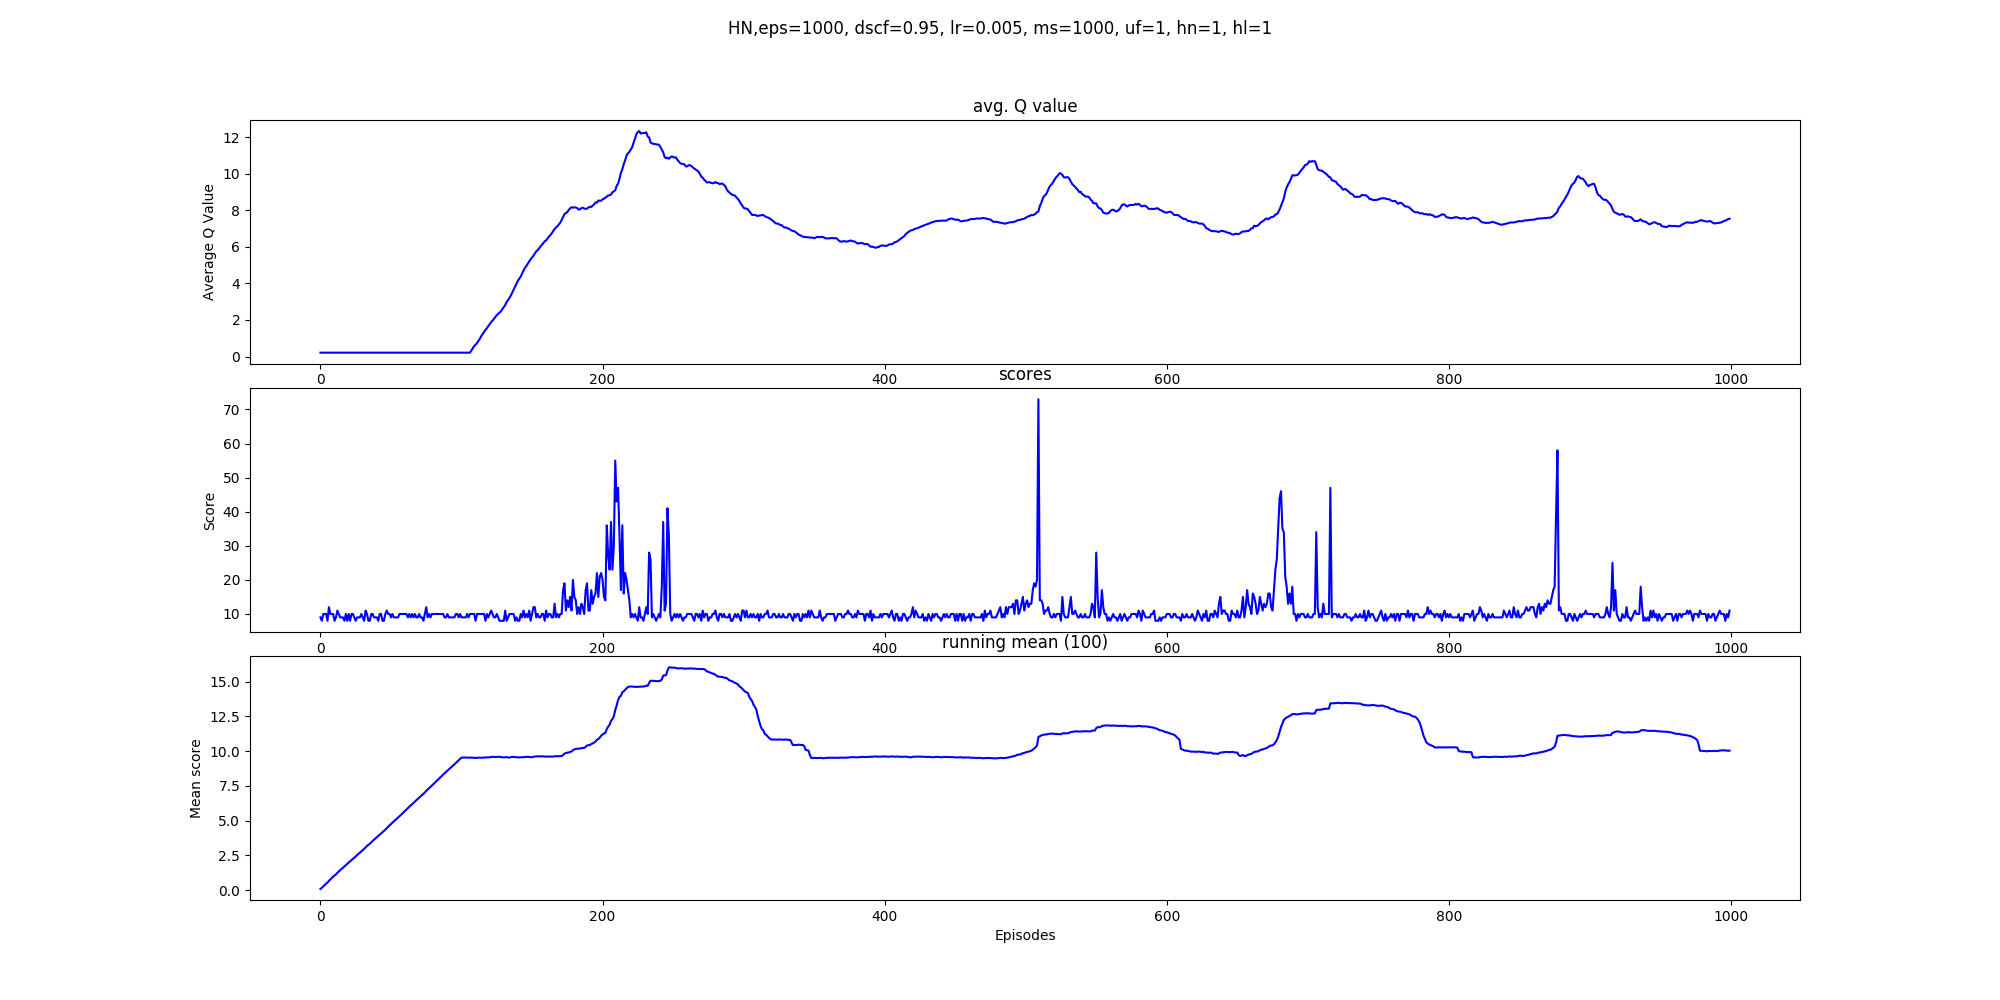 HN,eps=1000, dscf=0.95, lr=0.005, ms=1000, uf=1, hn=1, hl=1
avg. Q value
Average Q Value
12
10
8
6
4
2
0
0 200 400 600 800 1000
scores
Score
70
60
50
40
30
20
10
0 200 400 600 800 1000
running mean (100)
Mean score
15.0
12.5
10.0
7.5
5.0
2.5
0.0
0 200 400 600 800 1000
Episodes